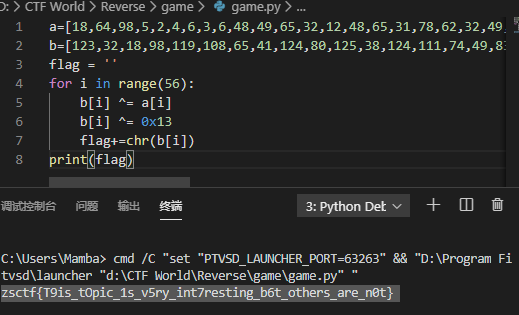 D: > CTF World > Reverse > game > game.py > ...
1 a=[18,64,98,5,2,4,6,3,6,48,49,65,32,12,48,65,31,78,62,32,49,
2 b=[123,32,18,98,119,108,65,41,124,80,125,38,124,111,74,49,
3 flag = ''
4 for i in range(56):
5 b[i] ^= a[i]
6 b[i] ^= 0x13
7 flag+=chr(b[i])
8 print(flag)
调试控制台 问题 输出 终端 3: Python Det
C:\Users\Mamba> cmd /C "set "PTVSD_LAUNCHER_PORT=63263" && "D:\Program Fi
tvsd\launcher "d:\CTF World\Reverse\game\game.py" "
zsctf{T9is_tOpic_1s_v5ry_int7resting_b6t_others_are_n0t}